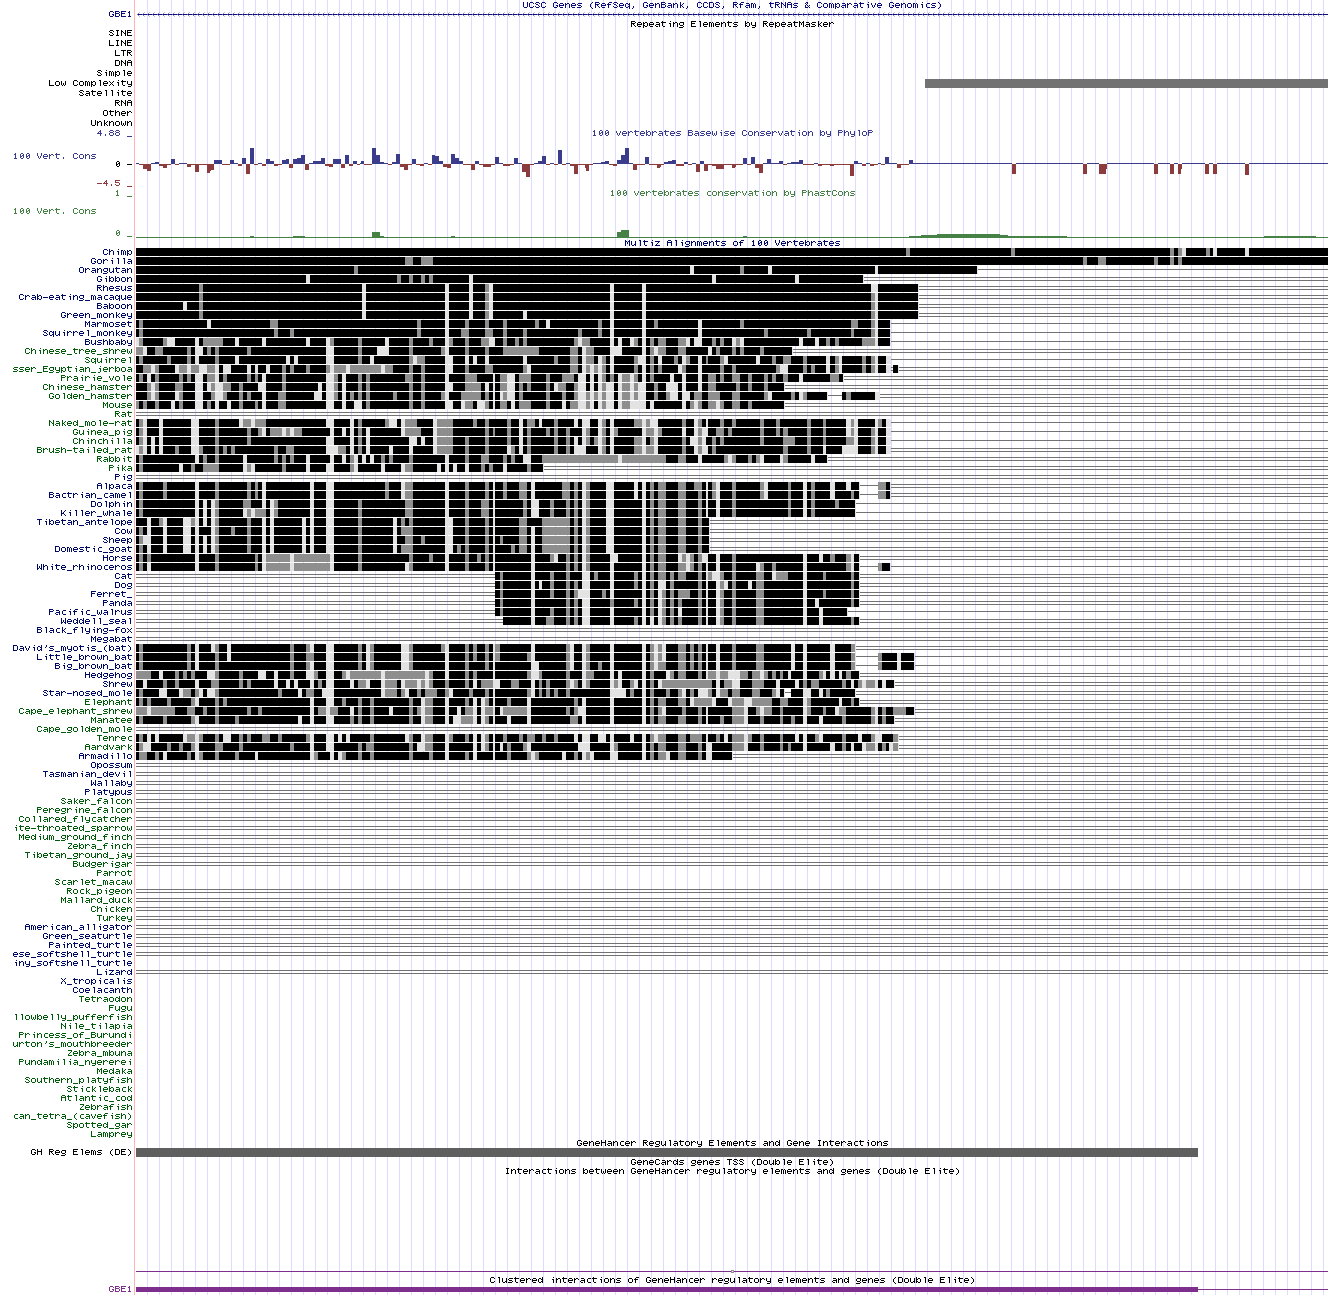 UCSC Genes (RefSeq, GenBank, CCDS, Rfam, tRNAs & Comparative Genomics)
GBE1
Repeating Elements by RepeatMasker
SINE
LINE
LTR
DNA
Simple
Low Complexity
Satellite
RNA
Other
Unknown
4.88 _
100 vertebrates Basewise Conservation by PhyloP
100 Vert. Cons
0 _
-4.5 _
1 _
100 vertebrates conservation by PhastCons
100 Vert. Cons
0 _
Multiz Alignments of 100 Vertebrates
Chimp
Gorilla
Orangutan
Gibbon
Rhesus
Crab-eating_macaque
Baboon
Green_monkey
Marmoset
Squirrel_monkey
Bushbaby
Chinese_tree_shrew
Squirrel
sser_Egyptian_jerboa
Prairie_vole
Chinese_hamster
Golden_hamster
Mouse
Rat
Naked_mole-rat
Guinea_pig
Chinchilla
Brush-tailed_rat
Rabbit
Pika
Pig
Alpaca
Bactrian_camel
Dolphin
Killer_whale
Tibetan_antelope
Cow
Sheep
Domestic_goat
Horse
White_rhinoceros
Cat
Dog
Ferret_
Panda
Pacific_walrus
Weddell_seal
Black_flying-fox
Megabat
David's_myotis_(bat)
Little_brown_bat
Big_brown_bat
Hedgehog
Shrew
Star-nosed_mole
Elephant
Cape_elephant_shrew
Manatee
Cape_golden_mole
Tenrec
Aardvark
Armadillo
Opossum
Tasmanian_devil
Wallaby
Platypus
Saker_falcon
Peregrine_falcon
Collared_flycatcher
ite-throated_sparrow
Medium_ground_finch
Zebra_finch
Tibetan_ground_jay
Budgerigar
Parrot
Scarlet_macaw
Rock_pigeon
Mallard_duck
Chicken
Turkey
American_alligator
Green_seaturtle
Painted_turtle
ese_softshell_turtle
iny_softshell_turtle
Lizard
X_tropicalis
Coelacanth
Tetraodon
Fugu
llowbelly_pufferfish
Nile_tilapia
Princess_of_Burundi
urton's_mouthbreeder
Zebra_mbuna
Pundamilia_nyererei
Medaka
Southern_platyfish
Stickleback
Atlantic_cod
Zebrafish
can_tetra_(cavefish)
Spotted_gar
Lamprey
GeneHancer Regulatory Elements and Gene Interactions
GH Reg Elems (DE)
GeneCards genes TSS (Double Elite)
Interactions between GeneHancer regulatory elements and genes (Double Elite)
Clustered interactions of GeneHancer regulatory elements and genes (Double Elite)
GBE1